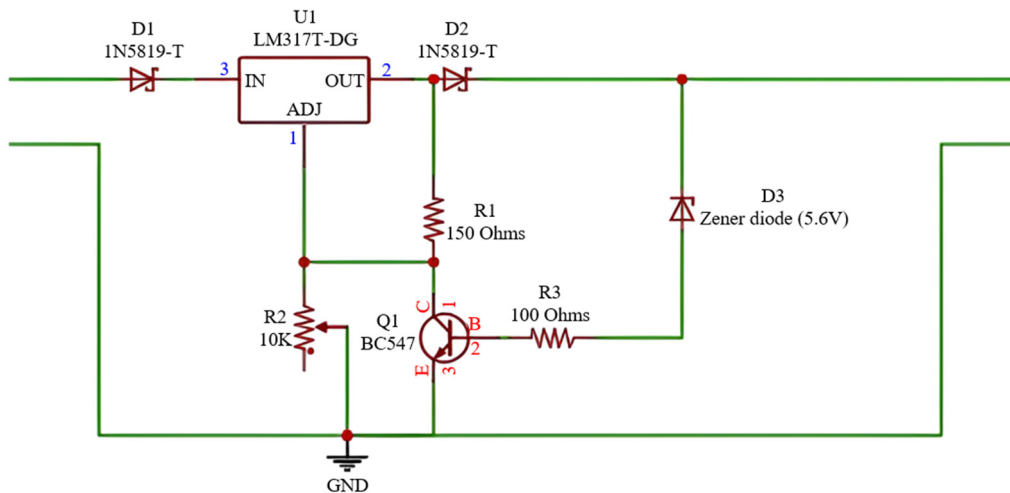 D1
1N5819-T
U1
LM317T-DG
D2
1N5819-T
3
IN
OUT
2
ADJ
1
R1
150 Ohms
D3
Zener diode (5.6V)
R2
10K
Q1
BC547
C
1
B
2
E
3
R3
100 Ohms
GND